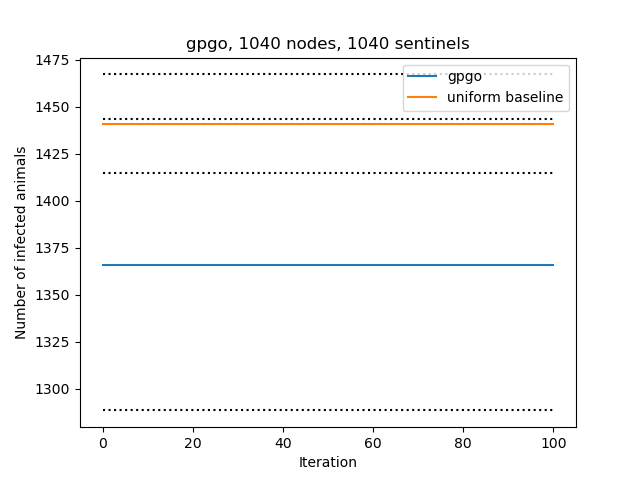 gpgo, 1040 nodes, 1040 sentinels
1475
1450
1425
1400
1375
1350
1325
1300
Number of infected animals
gpgo
uniform baseline
0 20 40 60 80 100
Iteration